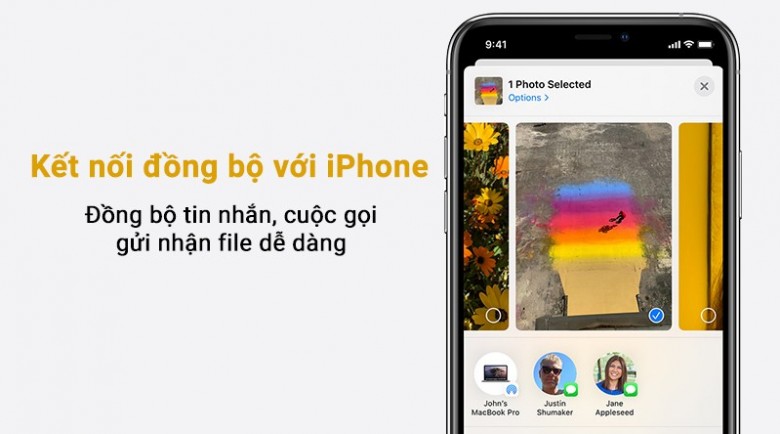 Kết nối đồng bộ với iPhone
Đồng bộ tin nhắn, cuộc gọi
gửi nhận file dễ dàng
9:41
1 Photo Selected
Options >
John's
MacBook Pro
Justin
Shumaker
Jane
Appleseed